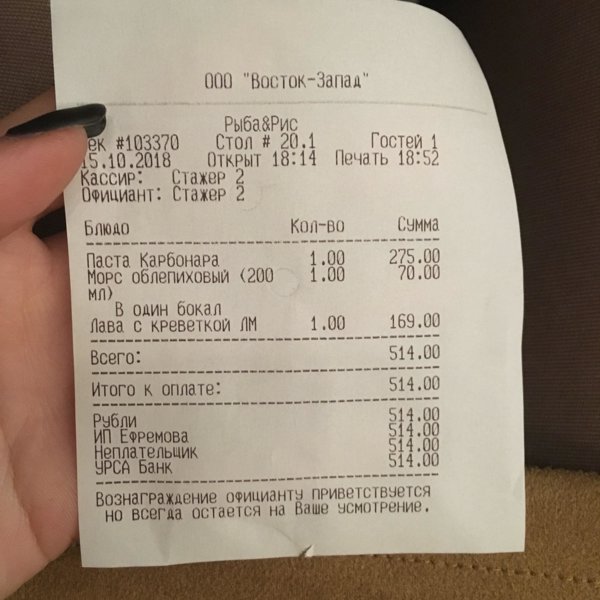 ООО "Восток-Запад"
Рыба&Рис
ек #103370 Стол # 20.1 Гостей 1
15.10.2018 Открыт 18:14 Печать 18:52
Кассир: Стажер 2
Официант: Стажер 2
Блюдо Кол-во Сумма
Паста Карбонара 1.00 275.00
Морс облепиховый (200 1.00 70.00
мл)
В один бокал
Лава с креветкой ЛМ 1.00 169.00
Всего: 514.00
Итого к оплате: 514.00
Рубли 514.00
ИП Ефремова 514.00
Неплательщик 514.00
УРСА Банк 514.00
Вознаграждение официанту приветствуется
но всегда остается на Ваше усмотрение.